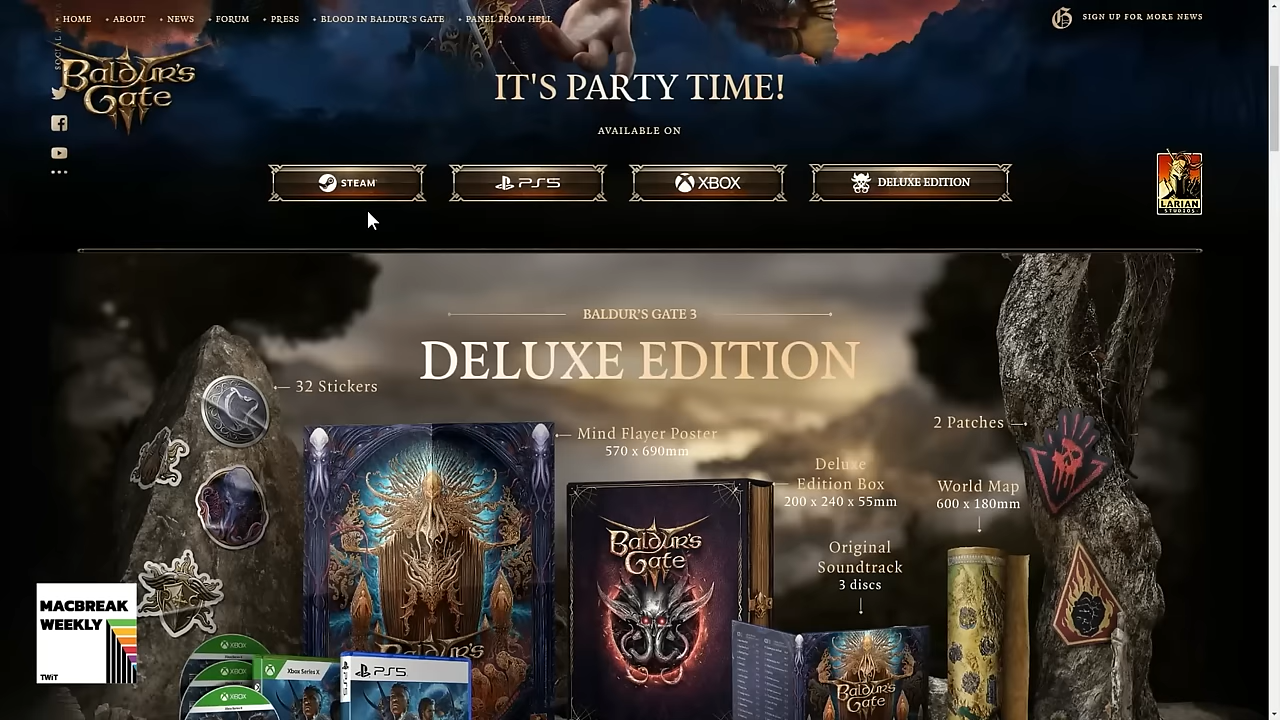 HOME
ABOUT
NEWS
FORUM
PRESS
BLOOD IN BALDUR'S GATE
PANEL FROM HELL
SIGN UP FOR MORE NEWS
Baldur's
Gate
IT'S PARTY TIME!
AVAILABLE ON
STEAM
PS5
XBOX
DELUXE EDITION
LARIAN
STUDIOS
BALDUR'S GATE 3
DELUXE EDITION
32 Stickers
Mind Flayer Poster
570 x 690mm
Deluxe
Edition Box
200 x 240 x 55mm
2 Patches
World Map
600 x 180mm
Original
Soundtrack
3 discs
Baldur's
Gate
Baldur's
Gate
MACBREAK
WEEKLY
TWiT
XBOX
XBOX
XBOX
Xbox Series X
PS5
PS5